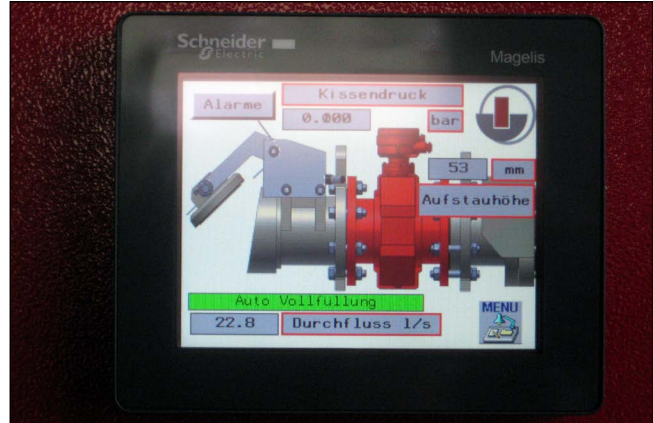 Schneider
Electric
Magelis
Alarme
Kissendruck
0.000
bar
53
mm
Aufstauhöhe
Auto Vollfüllung
22.8
Durchfluss l/s
MENU